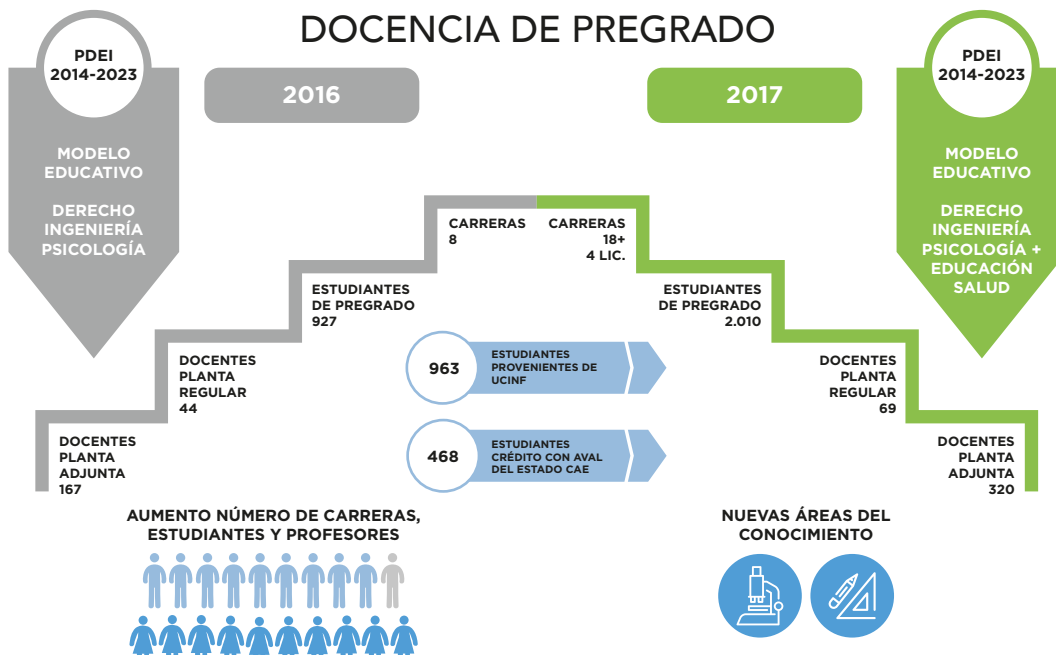 DOCENCIA DE PREGRADO
PDEI
2014-2023
MODELO
EDUCATIVO
DERECHO
INGENIERÍA
PSICOLOGÍA
2016
2017
PDEI
2014-2023
MODELO
EDUCATIVO
DERECHO
INGENIERÍA
PSICOLOGÍA +
EDUCACIÓN
SALUD
CARRERAS
8
CARRERAS
18+
4 LIC.
ESTUDIANTES
DE PREGRADO
927
ESTUDIANTES
DE PREGRADO
2.010
963
ESTUDIANTES
PROVENIENTES DE
UCINF
DOCENTES
PLANTA
REGULAR
44
DOCENTES
PLANTA
REGULAR
69
468
ESTUDIANTES
CRÉDITO CON AVAL
DEL ESTADO CAE
DOCENTES
PLANTA
ADJUNTA
167
DOCENTES
PLANTA
ADJUNTA
320
AUMENTO NÚMERO DE CARRERAS,
ESTUDIANTES Y PROFESORES
NUEVAS ÁREAS DEL
CONOCIMIENTO